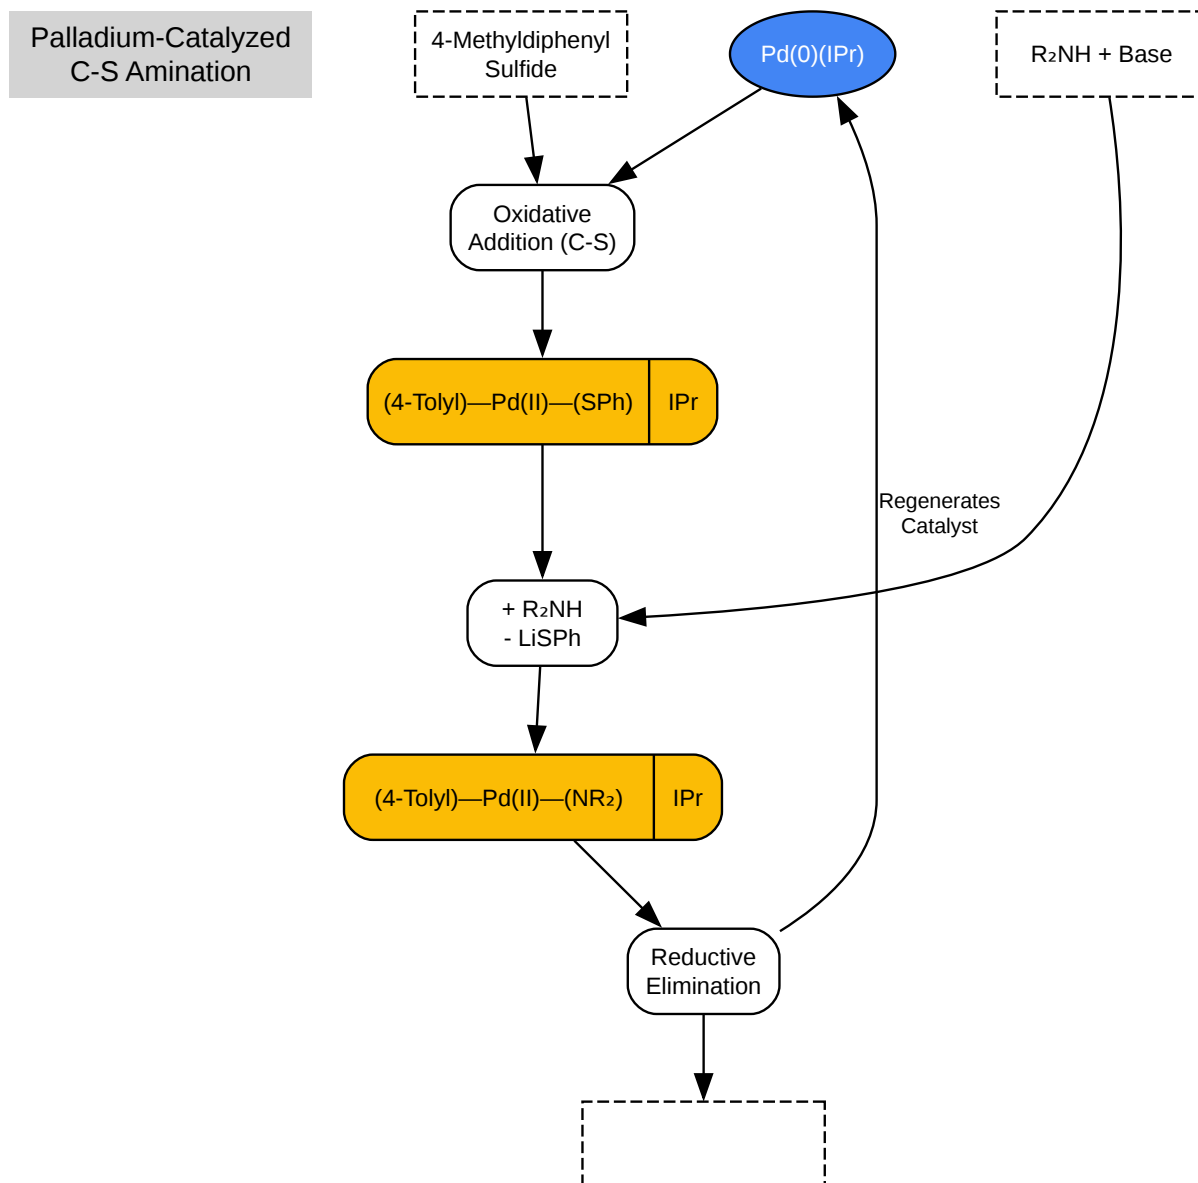 Palladium-Catalyzed
C-S Amination
4-Methyldiphenyl
Sulfide
Pd(0)(IPr)
R₂NH + Base
Oxidative
Addition (C-S)
(4-Tolyl)—Pd(II)—(SPh)
IPr
Regenerates
Catalyst
+ R₂NH
- LiSPh
(4-Tolyl)—Pd(II)—(NR₂)
IPr
Reductive
Elimination